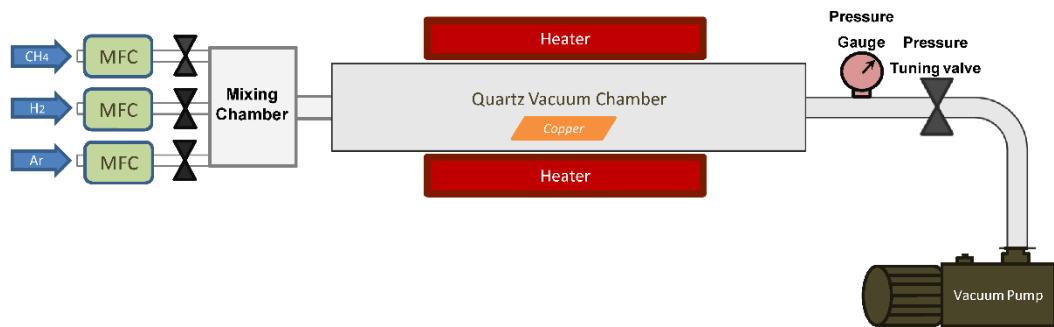 CH4
MFC
H2
MFC
Ar
MFC
Mixing
Chamber
Heater
Quartz Vacuum Chamber
Copper
Heater
Pressure
Gauge
Pressure
Tuning valve
Vacuum Pump